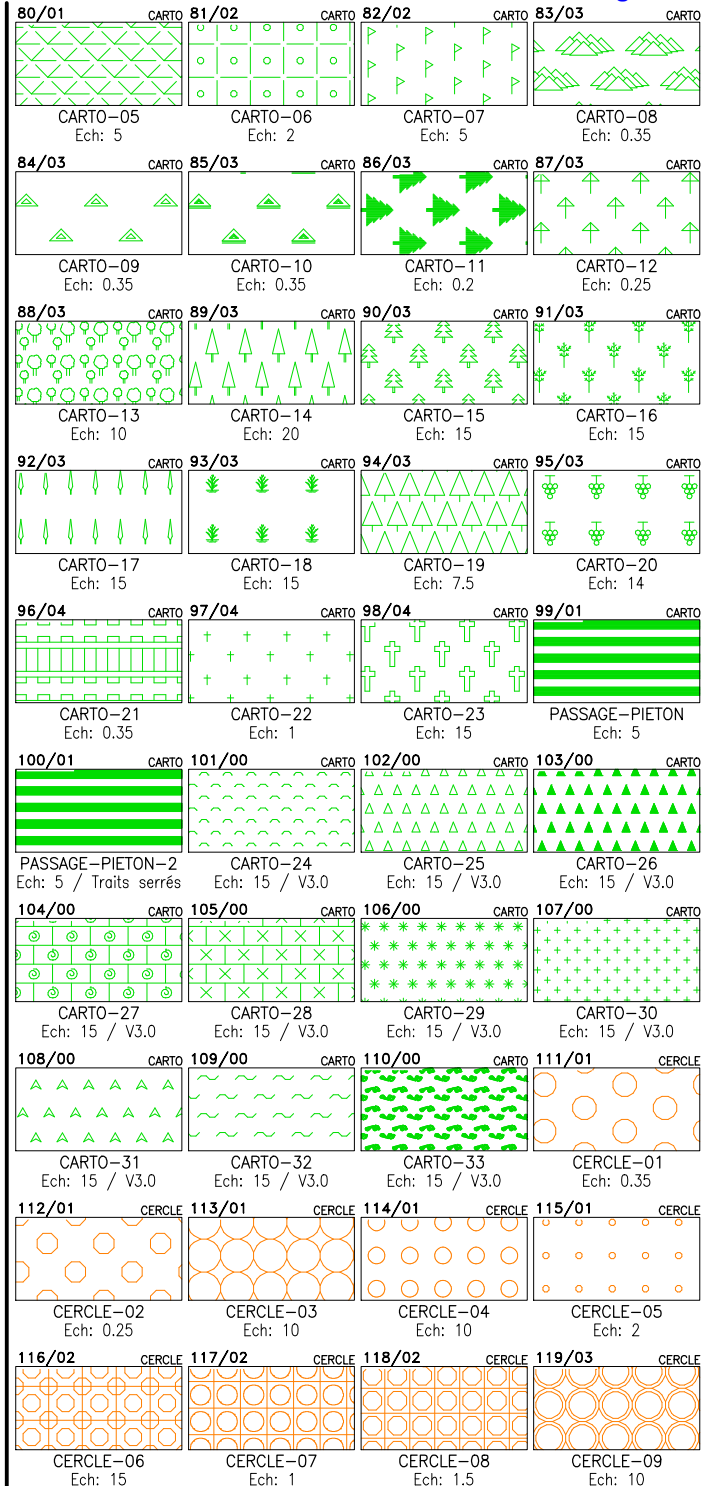 80/01 CARTO 81/02 CARTO 82/02 CARTO 83/03 CARTO
CARTO-05 CARTO-06 CARTO-07 CARTO-08
Ech: 5 Ech: 2 Ech: 5 Ech: 0.35
84/03 CARTO 85/03 CARTO 86/03 CARTO 87/03 CARTO
CARTO-09 CARTO-10 CARTO-11 CARTO-12
Ech: 0.35 Ech: 0.35 Ech: 0.2 Ech: 0.25
88/03 CARTO 89/03 CARTO 90/03 CARTO 91/03 CARTO
CARTO-13 CARTO-14 CARTO-15 CARTO-16
Ech: 10 Ech: 20 Ech: 15 Ech: 15
92/03 CARTO 93/03 CARTO 94/03 CARTO 95/03 CARTO
CARTO-17 CARTO-18 CARTO-19 CARTO-20
Ech: 15 Ech: 15 Ech: 7.5 Ech: 14
96/04 CARTO 97/04 CARTO 98/04 CARTO 99/01 CARTO
CARTO-21 CARTO-22 CARTO-23 PASSAGE-PIETON
Ech: 0.35 Ech: 1 Ech: 15 Ech: 5
100/01 CARTO 101/00 CARTO 102/00 CARTO 103/00 CARTO
PASSAGE-PIETON-2 CARTO-24 CARTO-25 CARTO-26
Ech: 5 / Traits serrés Ech: 15 / V3.0 Ech: 15 / V3.0 Ech: 15 / V3.0
104/00 CARTO 105/00 CARTO 106/00 CARTO 107/00 CARTO
CARTO-27 CARTO-28 CARTO-29 CARTO-30
Ech: 15 / V3.0 Ech: 15 / V3.0 Ech: 15 / V3.0 Ech: 15 / V3.0
108/00 CARTO 109/00 CARTO 110/00 CARTO 111/01 CERCLE
CARTO-31 CARTO-32 CARTO-33 CERCLE-01
Ech: 15 / V3.0 Ech: 15 / V3.0 Ech: 15 / V3.0 Ech: 0.35
112/01 CERCLE 113/01 CERCLE 114/01 CERCLE 115/01 CERCLE
CERCLE-02 CERCLE-03 CERCLE-04 CERCLE-05
Ech: 0.25 Ech: 10 Ech: 10 Ech: 2
116/02 CERCLE 117/02 CERCLE 118/02 CERCLE 119/03 CERCLE
CERCLE-06 CERCLE-07 CERCLE-08 CERCLE-09
Ech: 15 Ech: 1 Ech: 1.5 Ech: 10